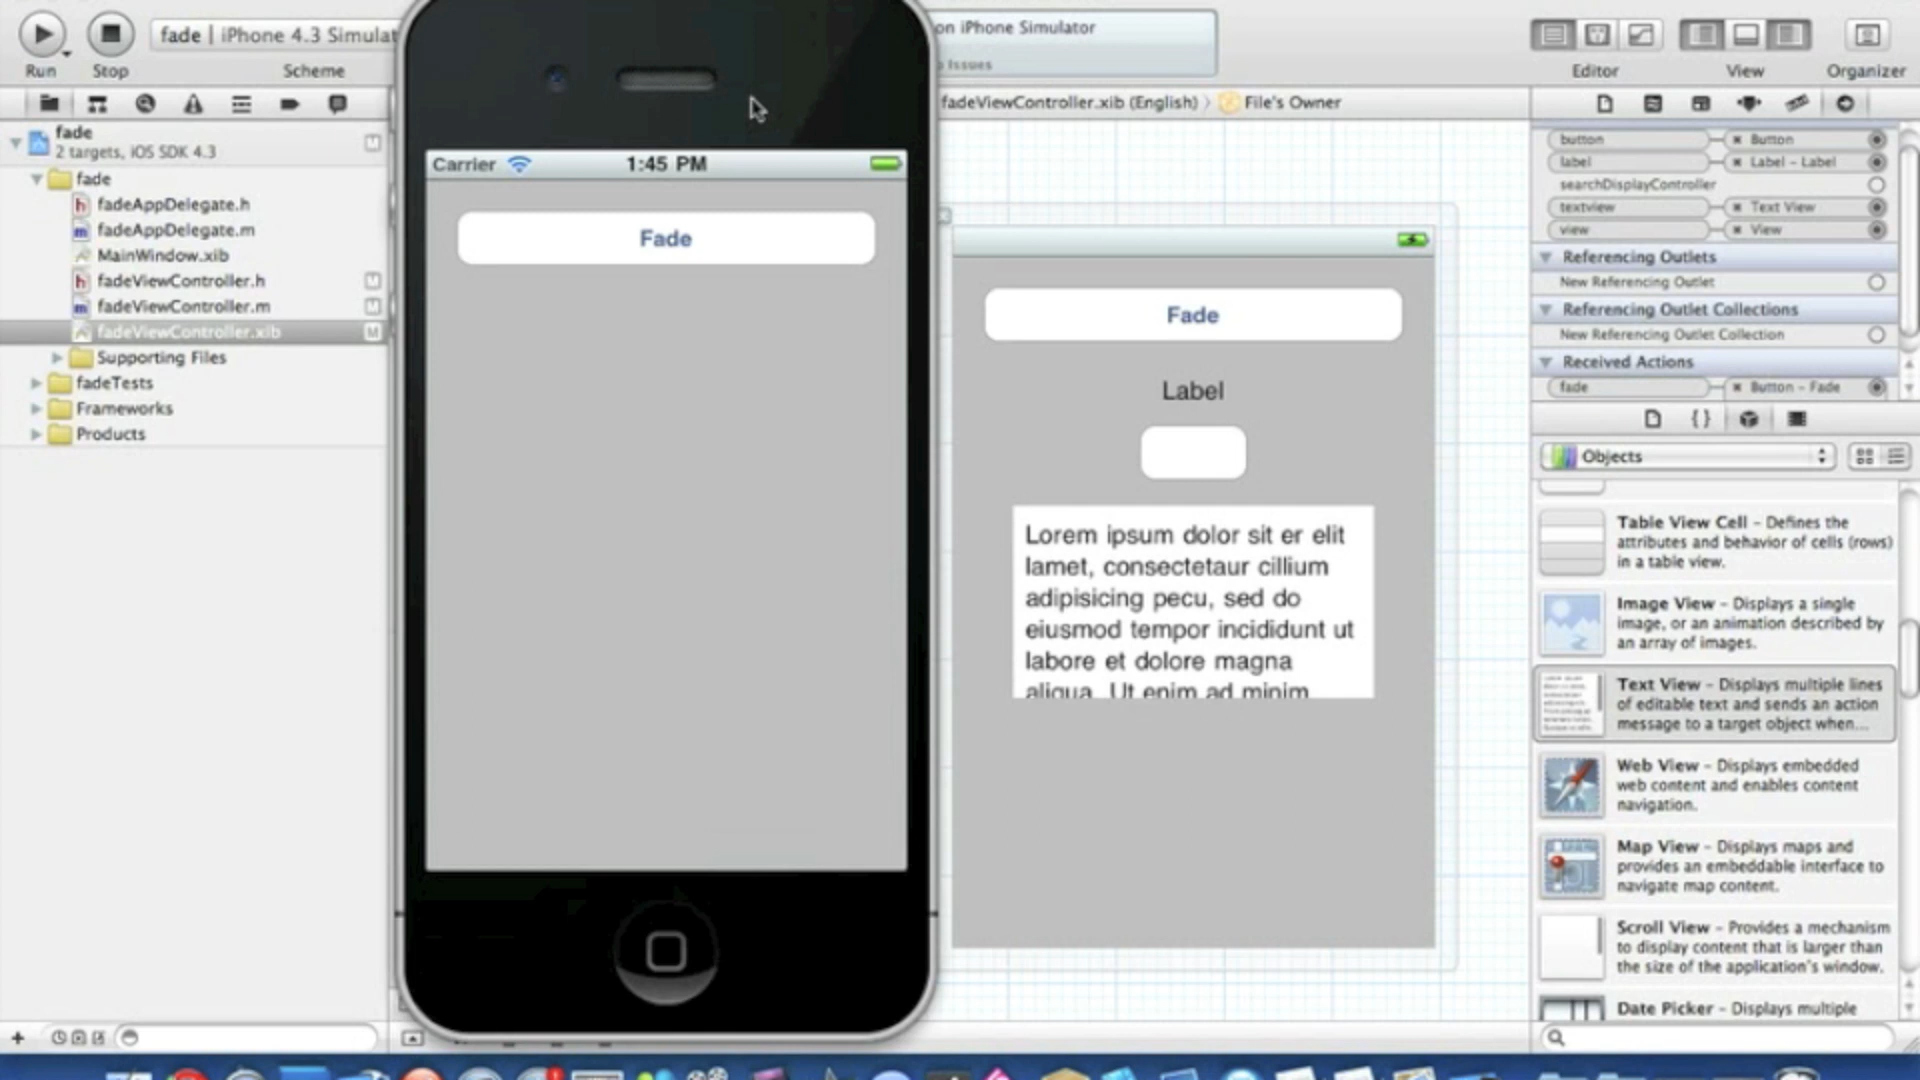 fade | iPhone 4.3 Simulat
on iPhone Simulator
Issues
Run
Stop
Scheme
Editor
View
Organizer
fade
2 targets, iOS SDK 4.3
M
fade
fadeAppDelegate.h
fadeAppDelegate.m
MainWindow.xib
fadeViewController.h
M
fadeViewController.m
M
fadeViewController.xib
M
Supporting Files
fadeTests
Frameworks
Products
Carrier
1:45 PM
Fade
fadeViewController.xib (English)
File's Owner
Fade
Label
Lorem ipsum dolor sit er elit
lamet, consectetaur cillium
adipisicing pecu, sed do
eiusmod tempor incididunt ut
labore et dolore magna
aliqua. Ut enim ad minim
button
Button
label
Label - Label
searchDisplayController
textview
Text View
view
View
Referencing Outlets
New Referencing Outlet
Referencing Outlet Collections
New Referencing Outlet Collection
Received Actions
fade
Button - Fade
{ }
Objects
Table View Cell - Defines the
attributes and behavior of cells (rows)
in a table view.
Image View - Displays a single
image, or an animation described by
an array of images.
Text View - Displays multiple lines
of editable text and sends an action
message to a target object when...
Web View - Displays embedded
web content and enables content
navigation.
Map View - Displays maps and
provides an embeddable interface to
navigate map content.
Scroll View - Provides a mechanism
to display content that is larger than
the size of the application's window.
Date Picker - Displays multiple